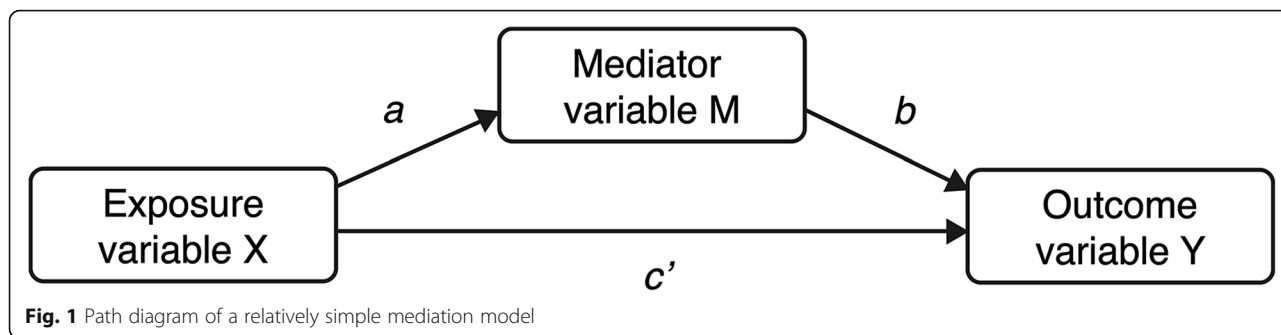 Mediator
variable M
a
b
Exposure
variable X
Outcome
variable Y
c’
Fig. 1 Path diagram of a relatively simple mediation model